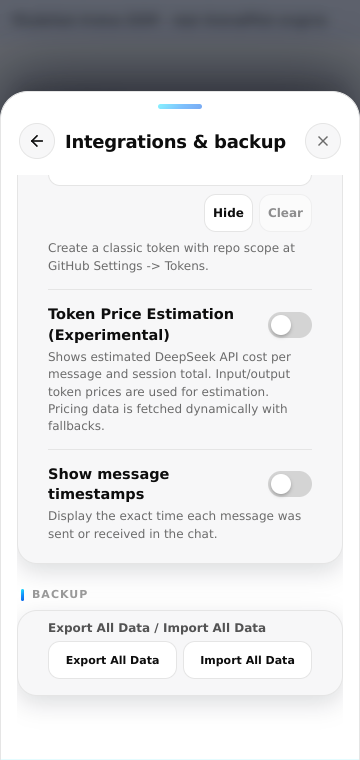 Integrations & backup
Hide
Clear
Create a classic token with repo scope at
GitHub Settings -> Tokens.
Token Price Estimation
(Experimental)
Shows estimated DeepSeek API cost per
message and session total. Input/output
token prices are used for estimation.
Pricing data is fetched dynamically with
fallbacks.
Show message
timestamps
Display the exact time each message was
sent or received in the chat.
BACKUP
Export All Data / Import All Data
Export All Data
Import All Data